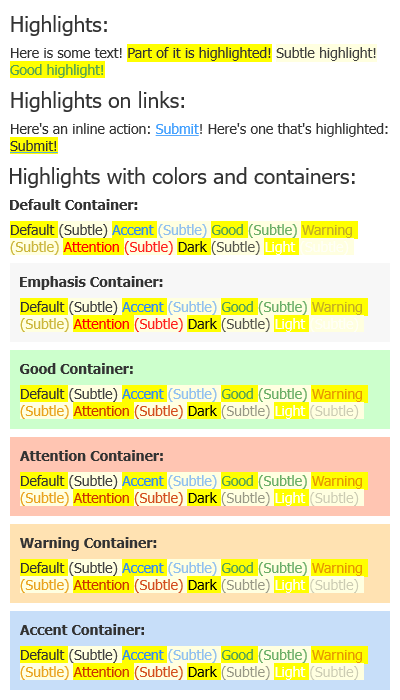 Highlights:
Here is some text! Part of it is highlighted! Subtle highlight!
Good highlight!
Highlights on links:
Here's an inline action: Submit! Here's one that's highlighted:
Submit!
Highlights with colors and containers:
Default Container:
Default (Subtle) Accent (Subtle) Good (Subtle) Warning
(Subtle) Attention (Subtle) Dark (Subtle) Light
Emphasis Container:
Default (Subtle) Accent (Subtle) Good (Subtle) Warning
(Subtle) Attention (Subtle) Dark (Subtle) Light
Good Container:
Default (Subtle) Accent (Subtle) Good (Subtle) Warning
(Subtle) Attention (Subtle) Dark (Subtle) Light (Subtle)
Attention Container:
Default (Subtle) Accent (Subtle) Good (Subtle) Warning
(Subtle) Attention (Subtle) Dark (Subtle) Light (Subtle)
Warning Container:
Default (Subtle) Accent (Subtle) Good (Subtle) Warning
(Subtle) Attention (Subtle) Dark (Subtle) Light (Subtle)
Accent Container:
Default (Subtle) Accent (Subtle) Good (Subtle) Warning
(Subtle) Attention (Subtle) Dark (Subtle) Light (Subtle)